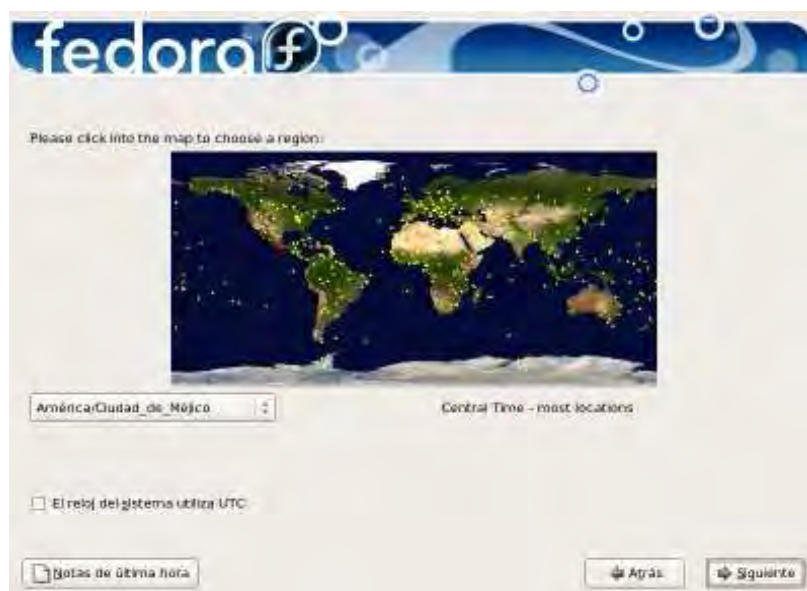 fedora
Please click into the map to choose a region:
América/Ciudad_de_Méjico
Central Time - most locations
El reloj del sistema utiliza UTC
Notas de última hora
Atrás
Siguiente